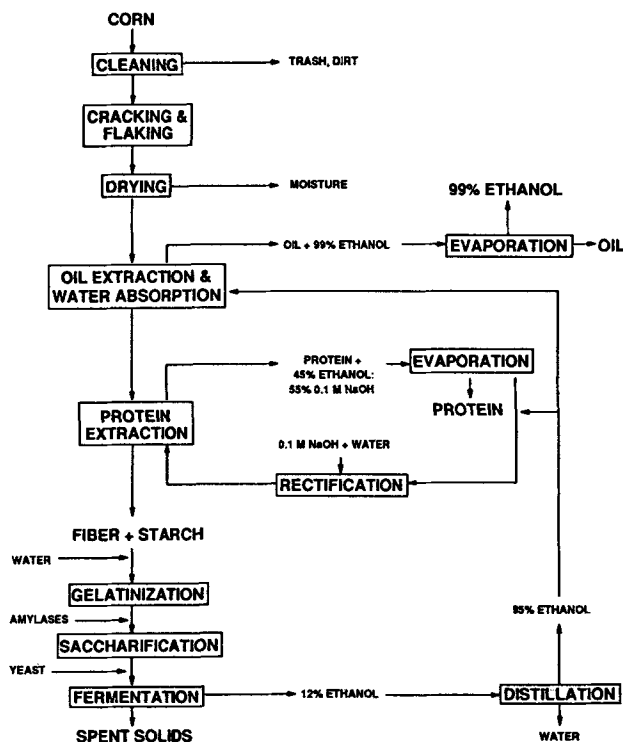 CORN
CLEANING
TRASH, DIRT
CRACKING &
FLAKING
DRYING
MOISTURE
99% ETHANOL
OIL + 99% ETHANOL
EVAPORATION
OIL
OIL EXTRACTION &
WATER ABSORPTION
PROTEIN +
45% ETHANOL:
55% 0.1 M NaOH
EVAPORATION
PROTEIN
PROTEIN
EXTRACTION
0.1 M NaOH + WATER
RECTIFICATION
FIBER + STARCH
WATER
GELATINIZATION
AMYLASES
95% ETHANOL
SACCHARIFICATION
YEAST
FERMENTATION
12% ETHANOL
DISTILLATION
SPENT SOLIDS
WATER